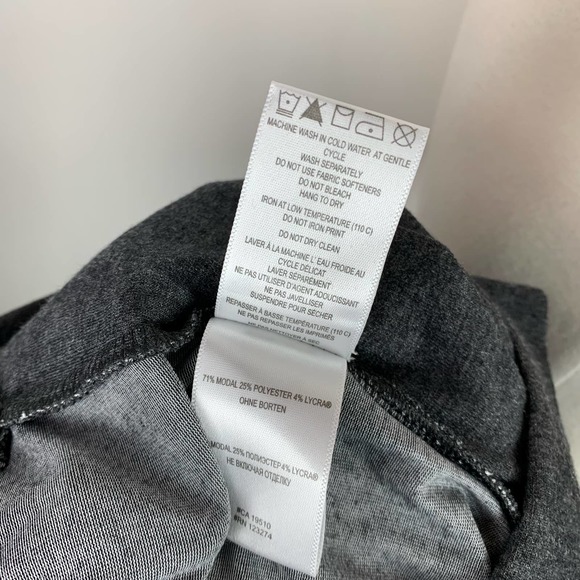 MACHINE WASH IN COLD WATER AT GENTLE
CYCLE
WASH SEPARATELY
DO NOT USE FABRIC SOFTENERS
DO NOT BLEACH
HANG TO DRY
IRON AT LOW TEMPERATURE (110 C)
DO NOT IRON PRINT
DO NOT DRY CLEAN
LAVER À LA MACHINE L' EAU FROIDE AU
CYCLE DÉLICAT
LAVER SÉPARÉMENT
NE PAS UTILISER D'AGENT ADOUCISSANT
NE PAS JAVELLISER
SUSPENDRE POUR SÉCHER
REPASSER À BASSE TEMPÉRATURE (110 C)
NE PAS REPASSER LES IMPRIMÉS
71% MODAL 25% POLYESTER 4% LYCRA®
OHNE BORTEN
MODAL 25% ПОЛИЭСТЕР 4% LYCRA®
НЕ ВКЛЮЧАЯ ОТДЕЛКУ
#CA 19510
#RN 123274